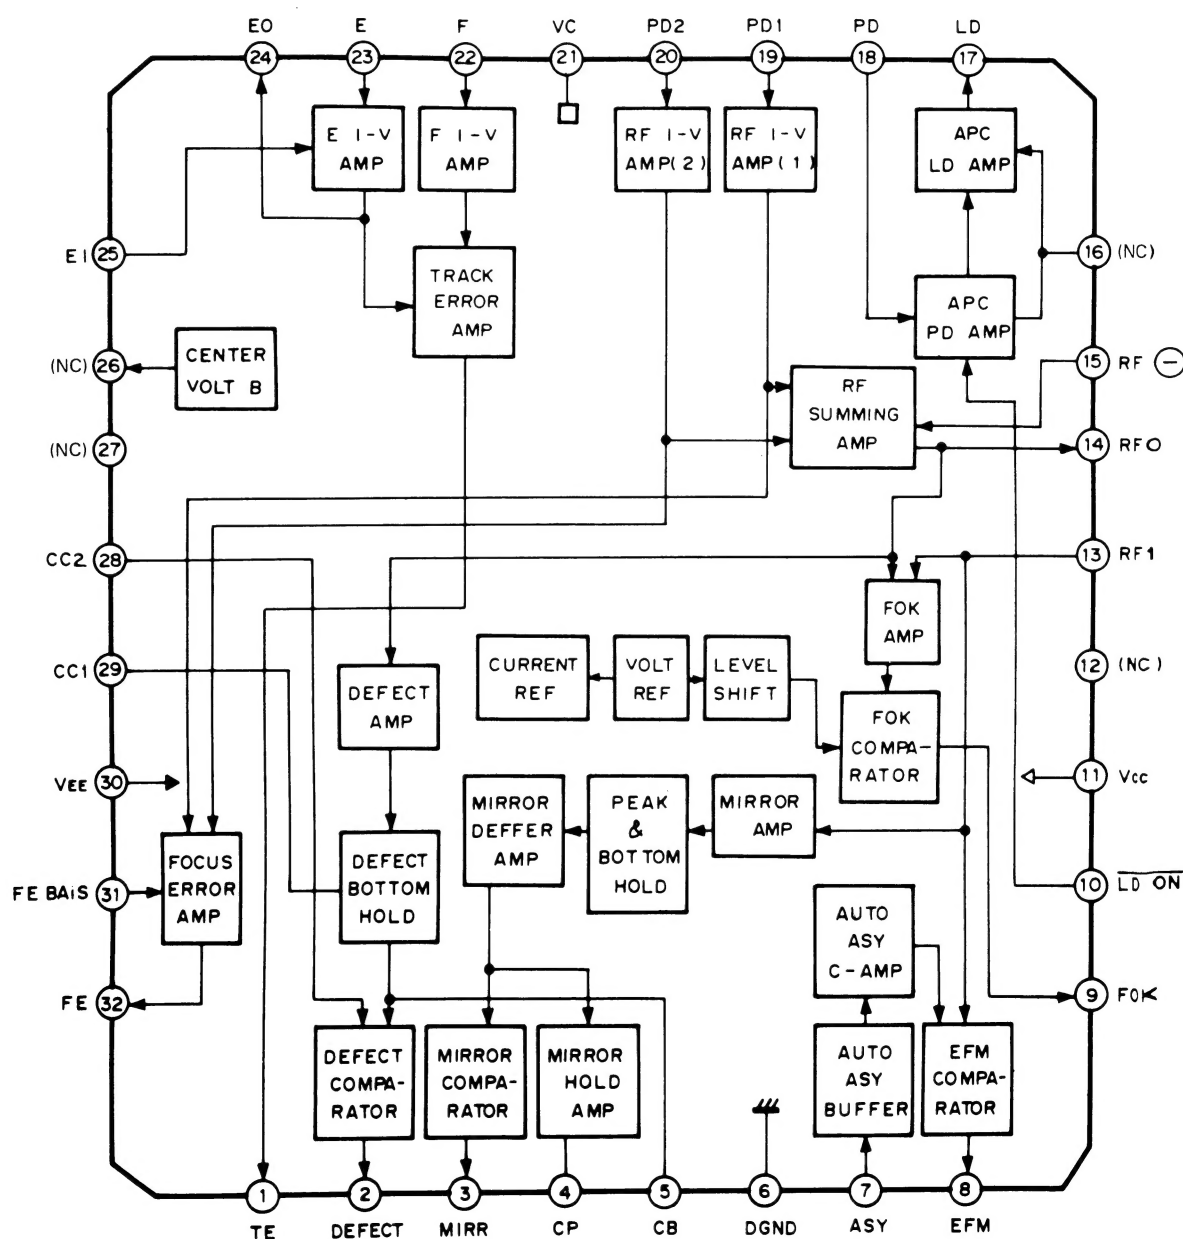 EO E F VC PD2 PD1 PD LD
24 23 22 21 20 19 18 17
E I-V
AMP
F I-V
AMP
RF I-V
AMP(2)
RF I-V
AMP(1)
APC
LD AMP
EI 25
16 (NC)
TRACK
ERROR
AMP
APC
PD AMP
(NC) 26
CENTER
VOLT B
15 RF (−)
RF
SUMMING
AMP
(NC) 27
14 RFO
CC2 28
13 RF1
FOK
AMP
CC1 29
12 (NC)
CURRENT
REF
VOLT
REF
LEVEL
SHIFT
DEFECT
AMP
FOK
COMPA-
RATOR
VEE 30
11 Vcc
MIRROR
DEFFER
AMP
PEAK
&
BOTTOM
HOLD
MIRROR
AMP
FOCUS
ERROR
AMP
DEFECT
BOTTOM
HOLD
FE BAiS 31
10 LD ON
AUTO
ASY
C-AMP
FE 32
9 FOK
DEFECT
COMPA-
RATOR
MIRROR
COMPA-
RATOR
MIRROR
HOLD
AMP
AUTO
ASY
BUFFER
EFM
COMPA-
RATOR
1 2 3 4 5 6 7 8
TE DEFECT MIRR CP CB DGND ASY EFM